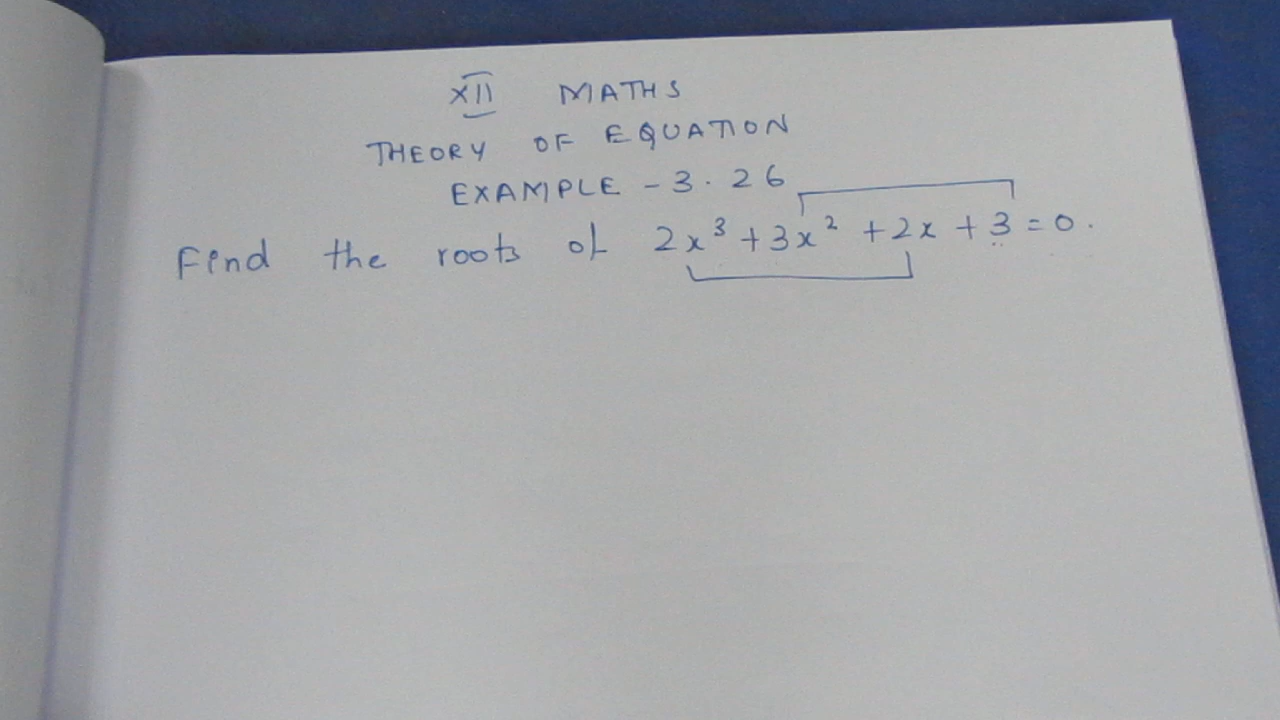 XII MATHS
THEORY OF EQUATION
EXAMPLE - 3.26
Find the roots of 2x³ + 3x² + 2x + 3 = 0.